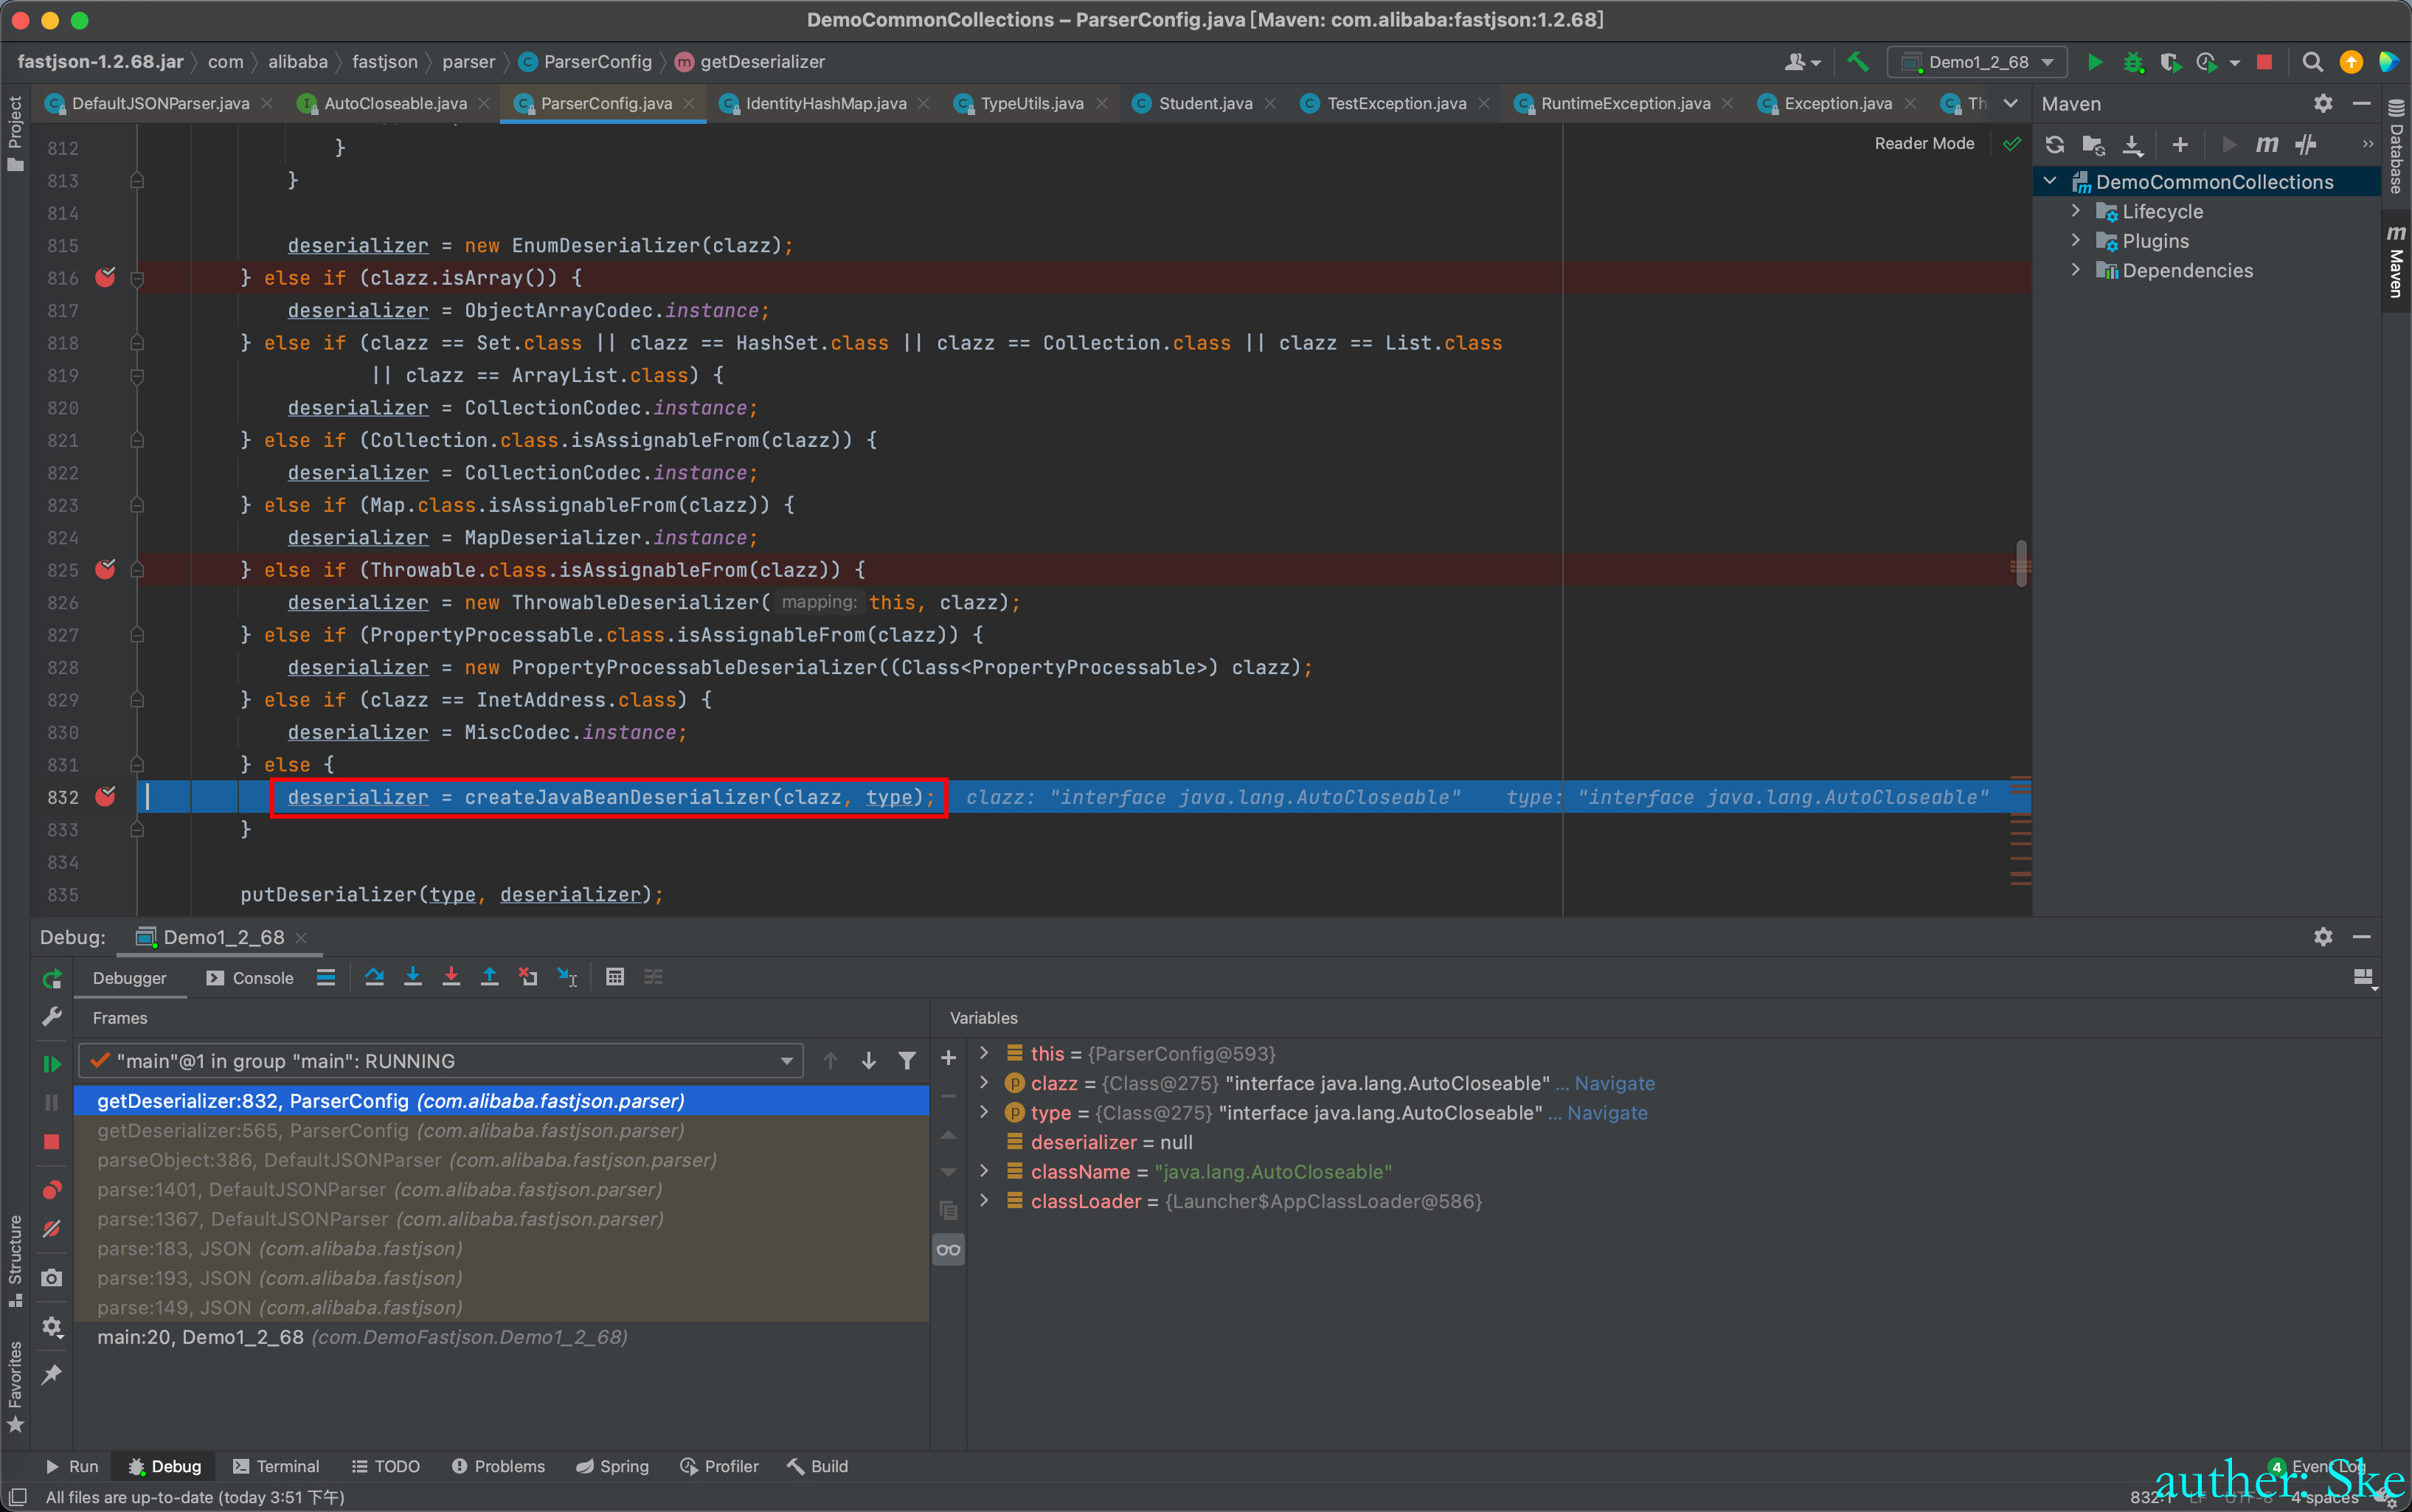 DemoCommonCollections – ParserConfig.java [Maven: com.alibaba:fastjson:1.2.68]
fastjson-1.2.68.jar com alibaba fastjson parser ParserConfig getDeserializer Demo1_2_68
Project DefaultJSONParser.java AutoCloseable.java ParserConfig.java IdentityHashMap.java TypeUtils.java Student.java TestException.java RuntimeException.java Exception.java Th Maven
Reader Mode
812 }
813 }
814
815 deserializer = new EnumDeserializer(clazz);
816 } else if (clazz.isArray()) {
817 deserializer = ObjectArrayCodec.instance;
818 } else if (clazz == Set.class || clazz == HashSet.class || clazz == Collection.class || clazz == List.class
819 || clazz == ArrayList.class) {
820 deserializer = CollectionCodec.instance;
821 } else if (Collection.class.isAssignableFrom(clazz)) {
822 deserializer = CollectionCodec.instance;
823 } else if (Map.class.isAssignableFrom(clazz)) {
824 deserializer = MapDeserializer.instance;
825 } else if (Throwable.class.isAssignableFrom(clazz)) {
826 deserializer = new ThrowableDeserializer( mapping: this, clazz);
827 } else if (PropertyProcessable.class.isAssignableFrom(clazz)) {
828 deserializer = new PropertyProcessableDeserializer((Class<PropertyProcessable>) clazz);
829 } else if (clazz == InetAddress.class) {
830 deserializer = MiscCodec.instance;
831 } else {
832 deserializer = createJavaBeanDeserializer(clazz, type); clazz: "interface java.lang.AutoCloseable" type: "interface java.lang.AutoCloseable"
833 }
834
835 putDeserializer(type, deserializer);
DemoCommonCollections
Lifecycle
Plugins
Dependencies
Database
Maven
Debug: Demo1_2_68
Debugger Console
Frames
"main"@1 in group "main": RUNNING
getDeserializer:832, ParserConfig (com.alibaba.fastjson.parser)
getDeserializer:565, ParserConfig (com.alibaba.fastjson.parser)
parseObject:386, DefaultJSONParser (com.alibaba.fastjson.parser)
parse:1401, DefaultJSONParser (com.alibaba.fastjson.parser)
parse:1367, DefaultJSONParser (com.alibaba.fastjson.parser)
parse:183, JSON (com.alibaba.fastjson)
parse:193, JSON (com.alibaba.fastjson)
parse:149, JSON (com.alibaba.fastjson)
main:20, Demo1_2_68 (com.DemoFastjson.Demo1_2_68)
Variables
this = {ParserConfig@593}
clazz = {Class@275} "interface java.lang.AutoCloseable" ... Navigate
type = {Class@275} "interface java.lang.AutoCloseable" ... Navigate
deserializer = null
className = "java.lang.AutoCloseable"
classLoader = {Launcher$AppClassLoader@586}
Structure
Favorites
Run Debug Terminal TODO Problems Spring Profiler Build 4 Event Log
All files are up-to-date (today 3:51 下午) 832:1 LF UTF-8 4 spaces
auther: Ske